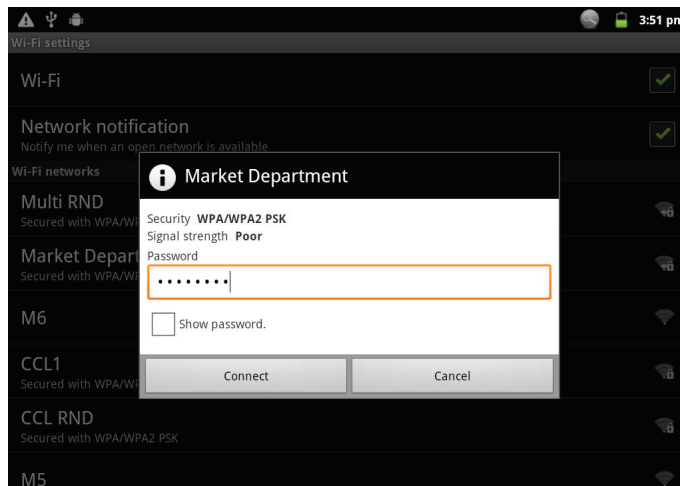 3:51 pm
Wi-Fi settings
Wi-Fi
Network notification
Notify me when an open network is available
Wi-Fi networks
Market Department
Multi RND
Secured with WPA/WP
Security WPA/WPA2 PSK
Signal strength Poor
Market Depart
Secured with WPA/WP
Password
••••••••
Show password.
M6
CCL1
Secured with WPA/WP
Connect
Cancel
CCL RND
Secured with WPA/WPA2 PSK
M5